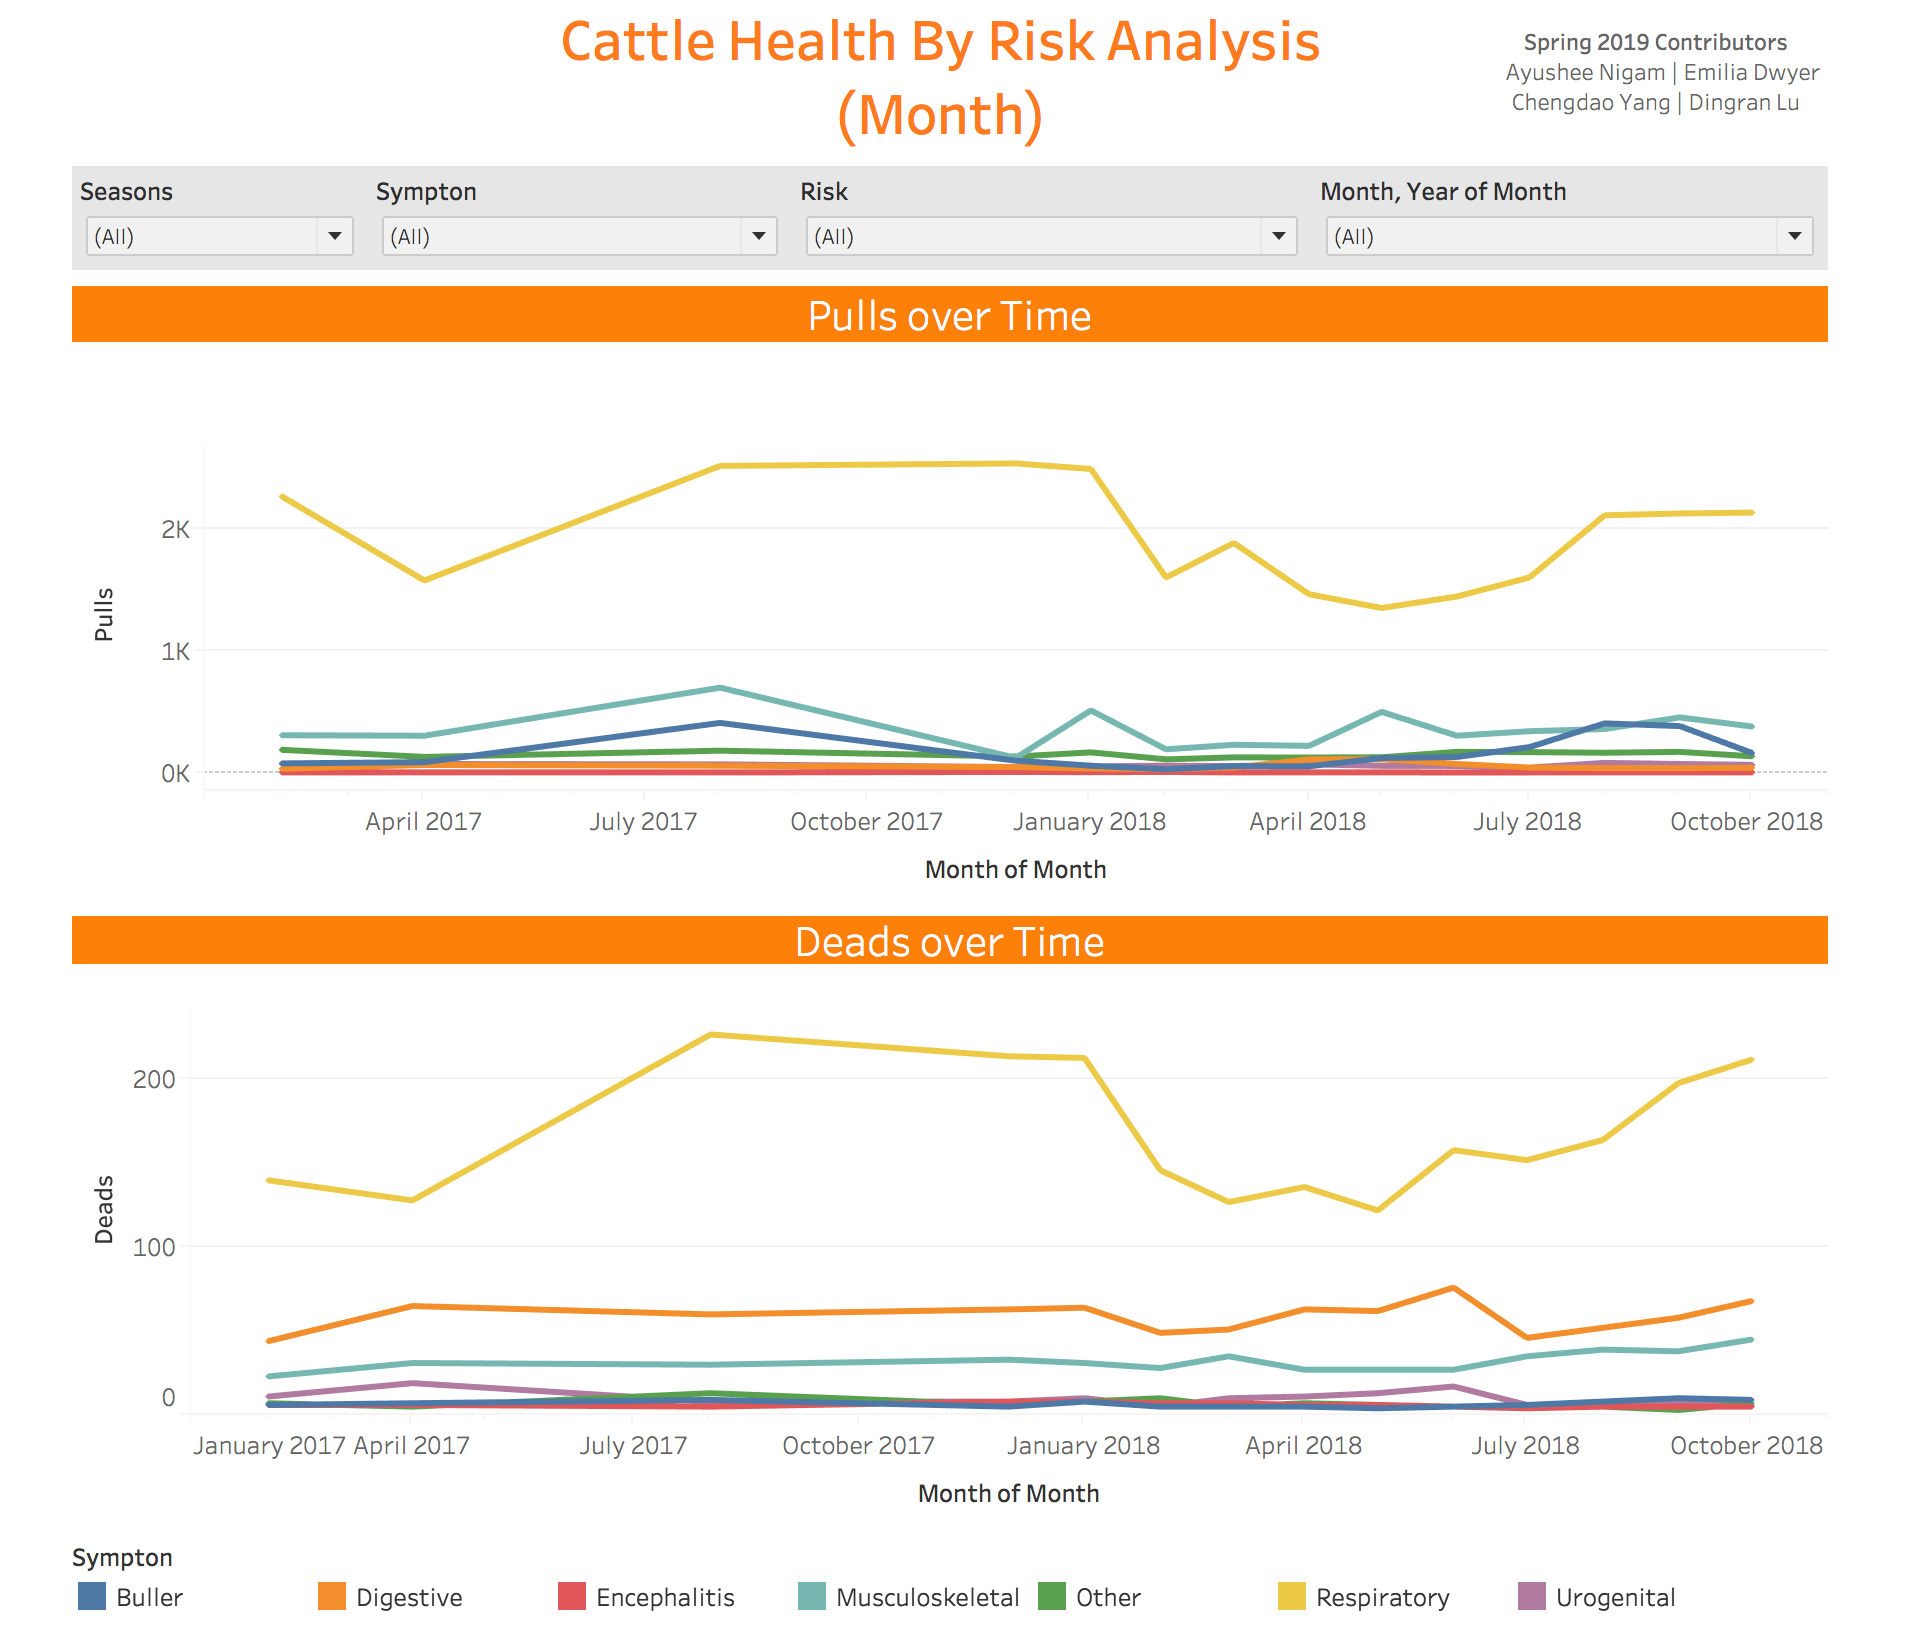 Cattle Health By Risk Analysis
(Month)
Spring 2019 Contributors
Ayushee Nigam | Emilia Dwyer
Chengdao Yang | Dingran Lu
Seasons Sympton Risk Month, Year of Month
(All) (All) (All) (All)
Pulls over Time
2K
1K
0K
Pulls
April 2017 July 2017 October 2017 January 2018 April 2018 July 2018 October 2018
Month of Month
Deads over Time
200
100
0
Deads
January 2017 April 2017 July 2017 October 2017 January 2018 April 2018 July 2018 October 2018
Month of Month
Sympton
Buller Digestive Encephalitis Musculoskeletal Other Respiratory Urogenital